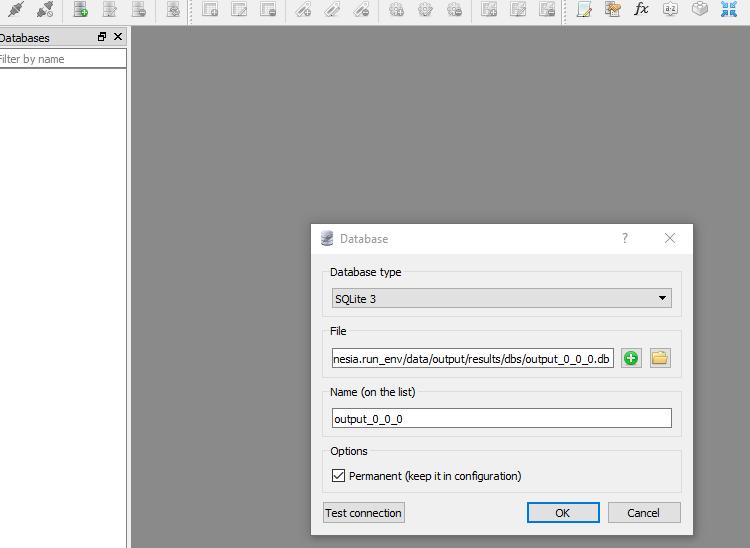 Databases
Filter by name
Database
?
Database type
SQLite 3
File
nesia.run_env/data/output/results/dbs/output_0_0_0.db
Name (on the list)
output_0_0_0
Options
Permanent (keep it in configuration)
Test connection
OK
Cancel